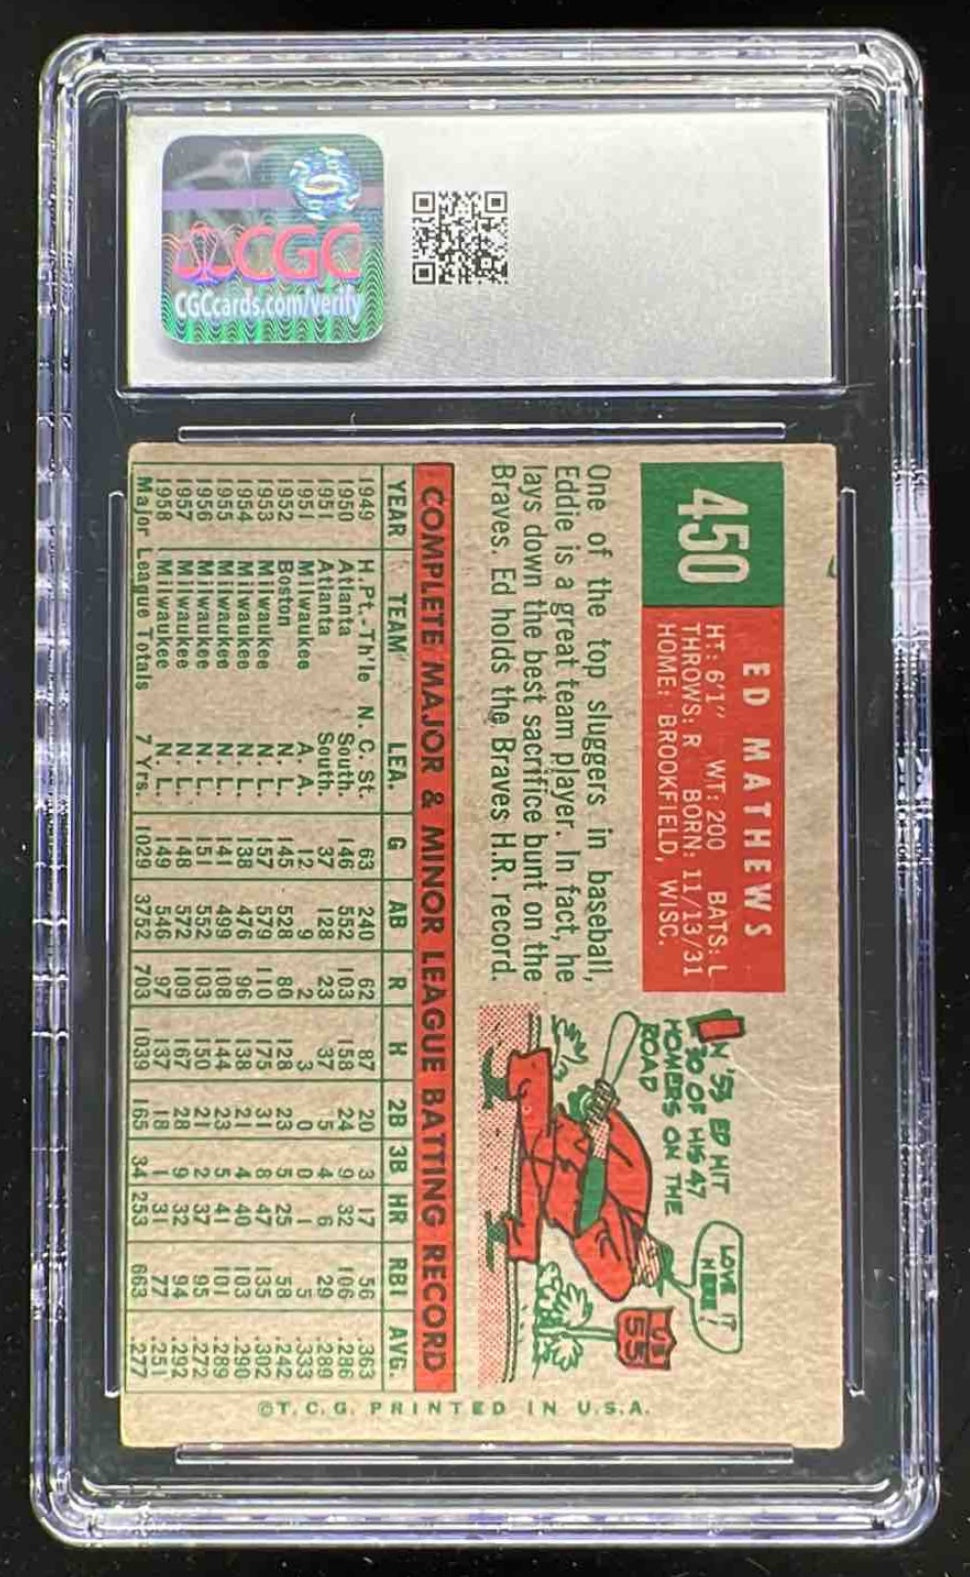 CGC
CGCcards.com/verify
450
ED MATHEWS
HT: 6'1" WT: 200 BATS: L
THROWS: R BORN: 11/13/31
HOME: BROOKFIELD, WISC.
One of the top sluggers in baseball,
Eddie is a great team player. In fact, he
lays down the best sacrifice bunt on the
Braves. Ed holds the Braves H.R. record.
IN '53 ED HIT
30 OF HIS 47
HOMERS ON THE
ROAD
LOVE IT
HERE!
US
55
COMPLETE MAJOR & MINOR LEAGUE BATTING RECORD
YEAR TEAM LEA. G AB R H 2B 3B HR RBI AVG.
1949 H.Pt.-Th'le N. C. St. 63 240 62 87 20 3 17 56 .363
1950 Atlanta South. 146 552 103 158 24 9 32 106 .286
1951 Atlanta South. 37 128 23 37 5 4 6 29 .289
1951 Milwaukee A. A. 12 9 2 3 0 0 1 5 .333
1952 Boston N. L. 145 528 80 128 23 5 25 58 .242
1953 Milwaukee N. L. 157 579 110 175 31 8 47 135 .302
1954 Milwaukee N. L. 138 476 96 138 21 4 40 103 .290
1955 Milwaukee N. L. 141 499 108 144 23 5 41 101 .289
1956 Milwaukee N. L. 151 552 103 150 21 2 37 95 .272
1957 Milwaukee N. L. 148 572 109 167 28 9 32 94 .292
1958 Milwaukee N. L. 149 546 97 137 18 1 31 77 .251
Major League Totals 7 Yrs. 1029 3752 703 1039 165 34 253 663 .277
©T.C.G. PRINTED IN U.S.A.